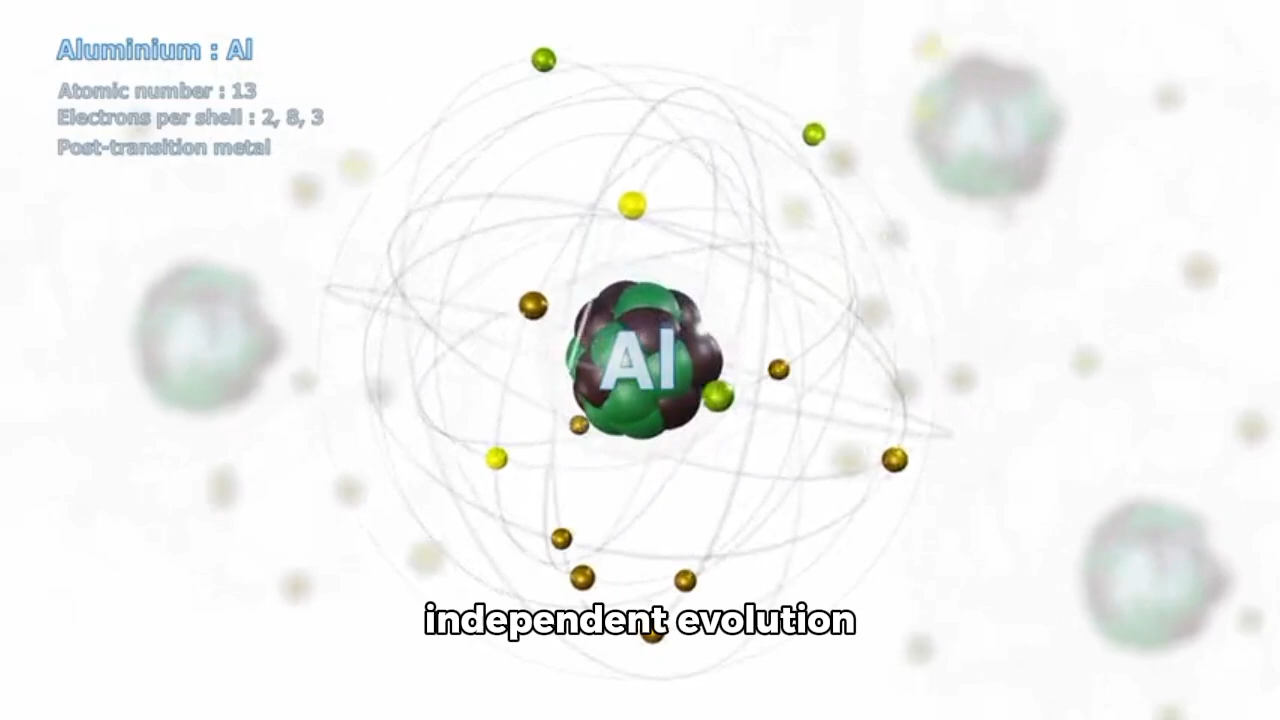 Aluminium : Al
Atomic number : 13
Electrons per shell : 2, 8, 3
Post-transition metal
Al
independent evolution